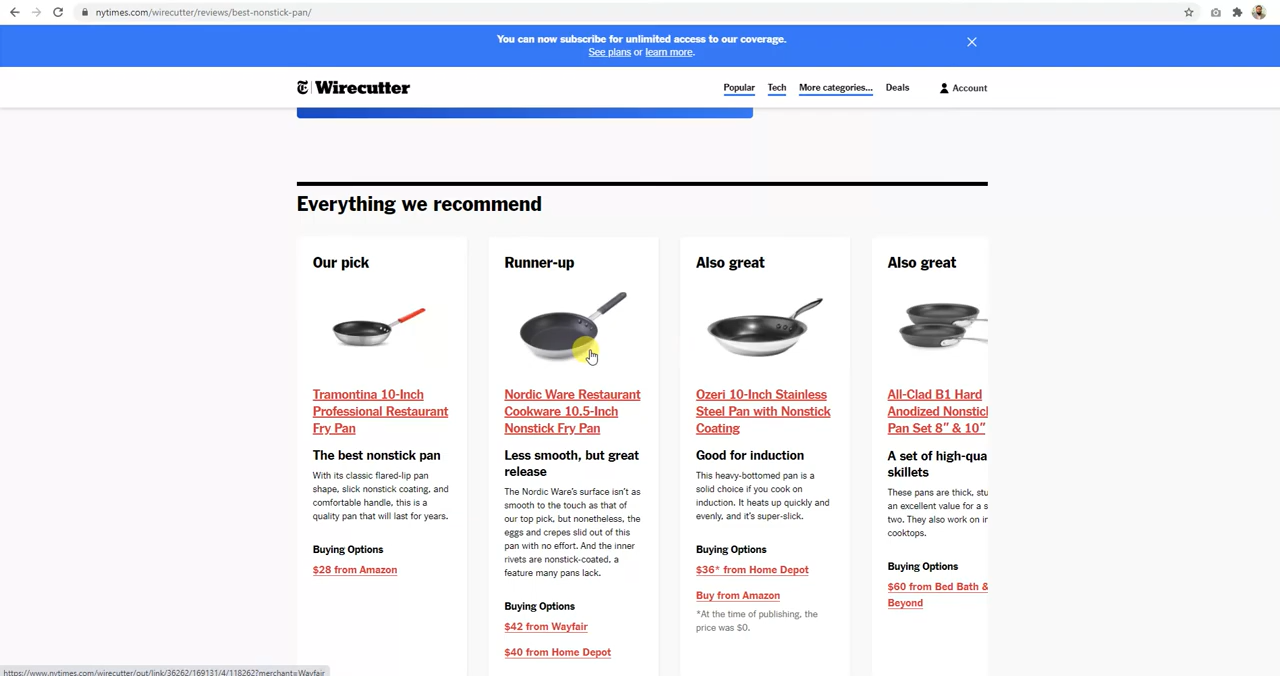 nytimes.com/wirecutter/reviews/best-nonstick-pan/
You can now subscribe for unlimited access to our coverage.
See plans or learn more.
Wirecutter
Popular
Tech
More categories...
Deals
Account
Everything we recommend
Our pick
Tramontina 10-Inch
Professional Restaurant
Fry Pan
The best nonstick pan
With its classic flared-lip pan
shape, slick nonstick coating, and
comfortable handle, this is a
quality pan that will last for years.
Buying Options
$28 from Amazon
Runner-up
Nordic Ware Restaurant
Cookware 10.5-Inch
Nonstick Fry Pan
Less smooth, but great
release
The Nordic Ware's surface isn't as
smooth to the touch as that of
our top pick, but nonetheless, the
eggs and crepes slid out of this
pan with no effort. And the inner
rivets are nonstick-coated, a
feature many pans lack.
Buying Options
$42 from Wayfair
$40 from Home Depot
Also great
Ozeri 10-Inch Stainless
Steel Pan with Nonstick
Coating
Good for induction
This heavy-bottomed pan is a
solid choice if you cook on
induction. It heats up quickly and
evenly, and it's super-slick.
Buying Options
$36* from Home Depot
Buy from Amazon
*At the time of publishing, the
price was $0.
Also great
All-Clad B1 Hard
Anodized Nonstick
Pan Set 8″ & 10″
A set of high-qua
skillets
These pans are thick, stu
an excellent value for a s
two. They also work on in
cooktops.
Buying Options
$60 from Bed Bath &
Beyond
https://www.nytimes.com/wirecutter/out/link/36262/169131/4/118262?merchant=Wayfair